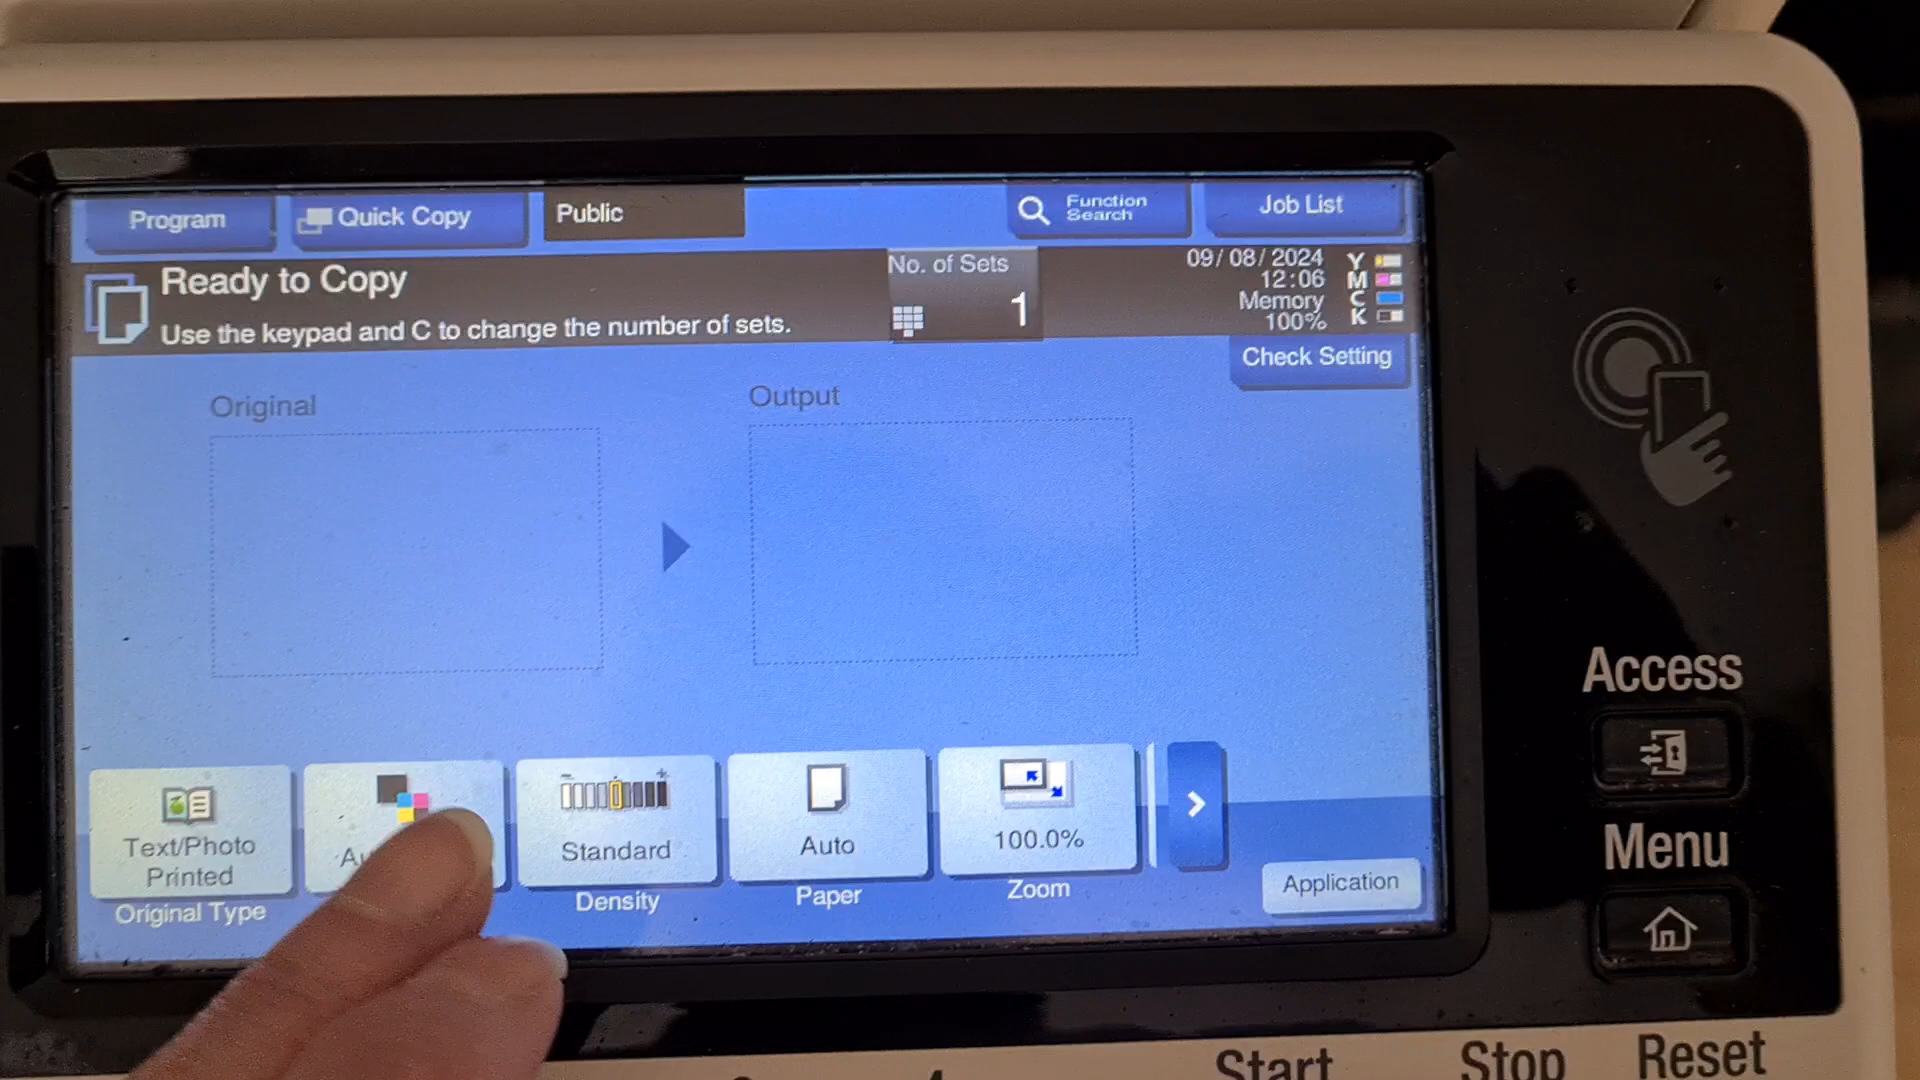 Program
Quick Copy
Public
Function
Search
Job List
Ready to Copy
Use the keypad and C to change the number of sets.
No. of Sets
1
09/08/2024
12:06
Memory
100%
Y
M
C
K
Check Setting
Original
Output
Text/Photo
Printed
Original Type
Standard
Density
Auto
Paper
100.0%
Zoom
Application
Access
Menu
Start
Stop
Reset